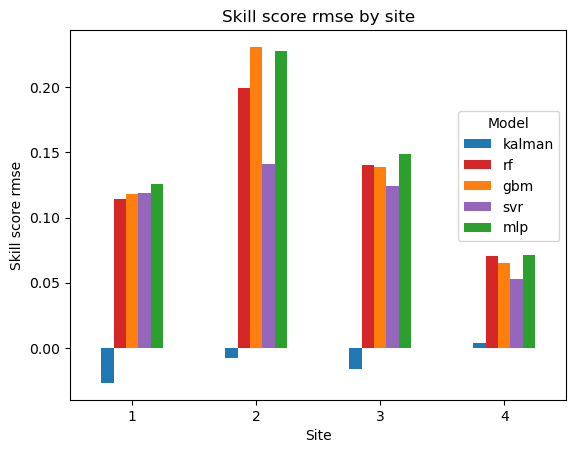 Skill score rmse by site
Skill score rmse
0.20
0.15
0.10
0.05
0.00
Model
kalman
rf
gbm
svr
mlp
1 2 3 4
Site